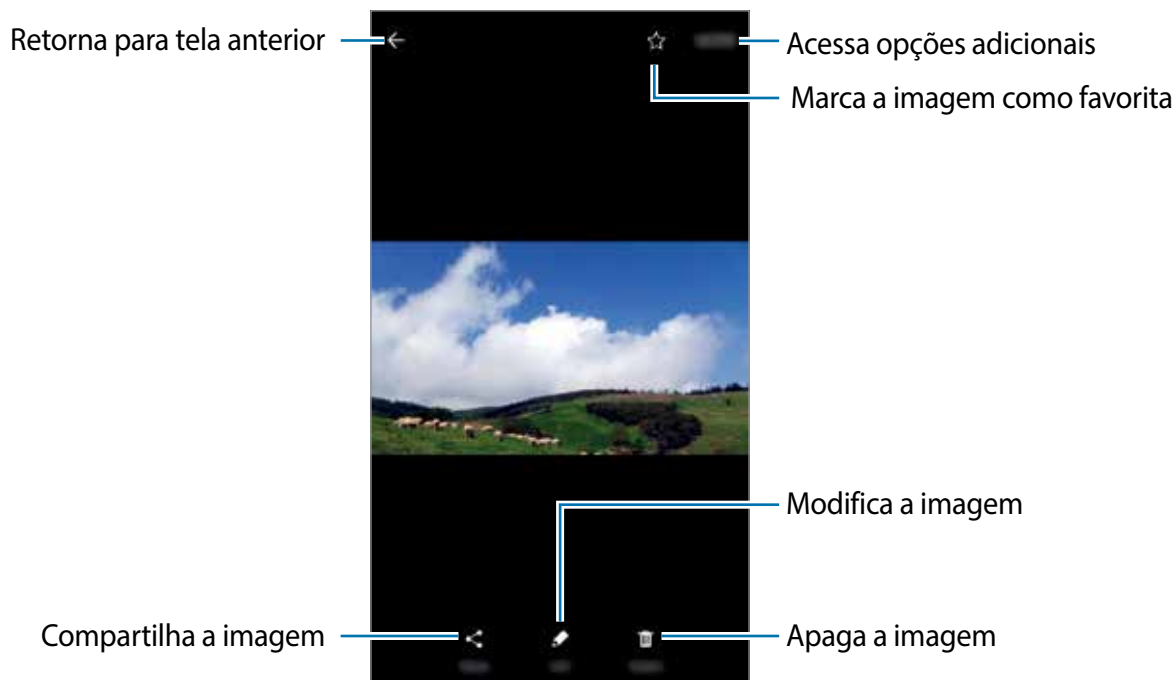 Retorna para tela anterior
Acessa opções adicionais
Marca a imagem como favorita
Modifica a imagem
Compartilha a imagem
Apaga a imagem